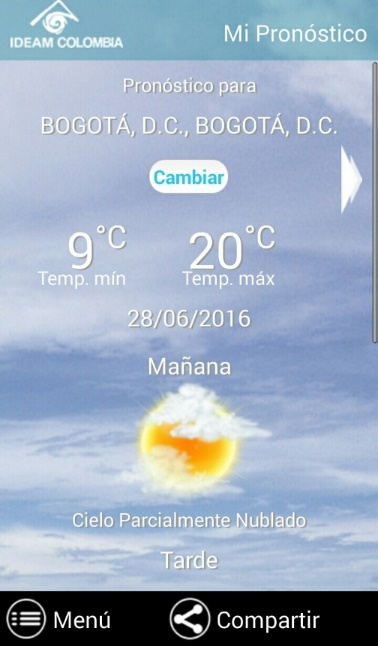 IDEAM COLOMBIA
Mi Pronóstico
Pronóstico para
BOGOTÁ, D.C., BOGOTÁ, D.C.
Cambiar
9°C 20°C
Temp. mín Temp. máx
28/06/2016
Mañana
Cielo Parcialmente Nublado
Tarde
Menú Compartir